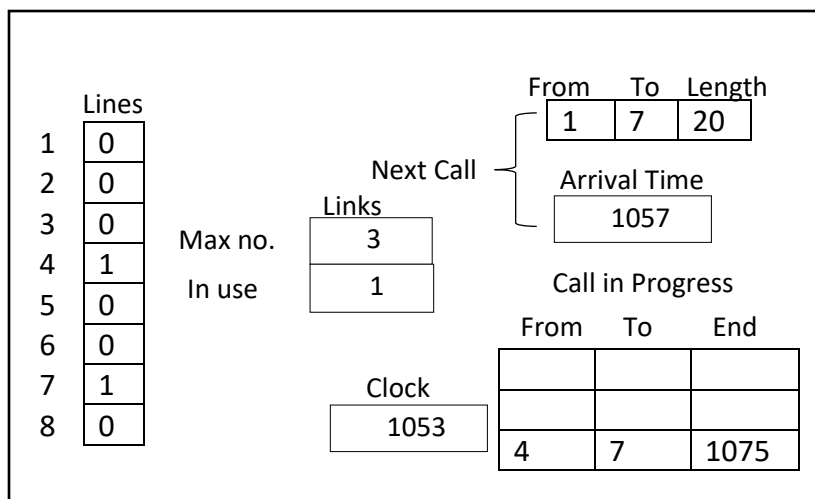 From To Length
1 7 20
Next Call
Arrival Time
1057
Lines
1 0
2 0
3 0
4 1
5 0
6 0
7 1
8 0
Links
Max no. 3
In use 1
Clock
1053
Call in Progress
From To End
4 7 1075